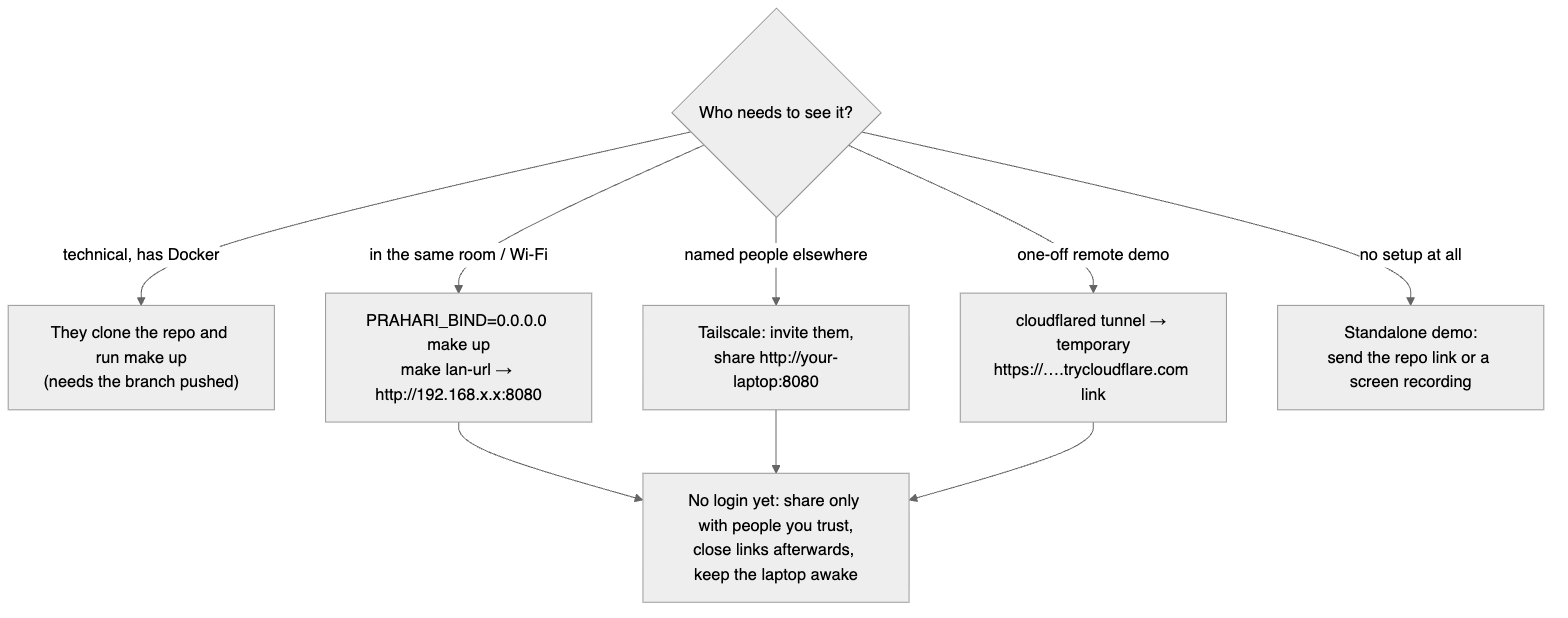 Who needs to see it?
technical, has Docker
in the same room / Wi-Fi
named people elsewhere
one-off remote demo
no setup at all
They clone the repo and
run make up
(needs the branch pushed)
PRAHARI_BIND=0.0.0.0
make up
make lan-url →
http://192.168.x.x:8080
Tailscale: invite them,
share http://your-
laptop:8080
cloudflared tunnel →
temporary
https://….trycloudflare.com
link
Standalone demo:
send the repo link or a
screen recording
No login yet: share only
with people you trust,
close links afterwards,
keep the laptop awake